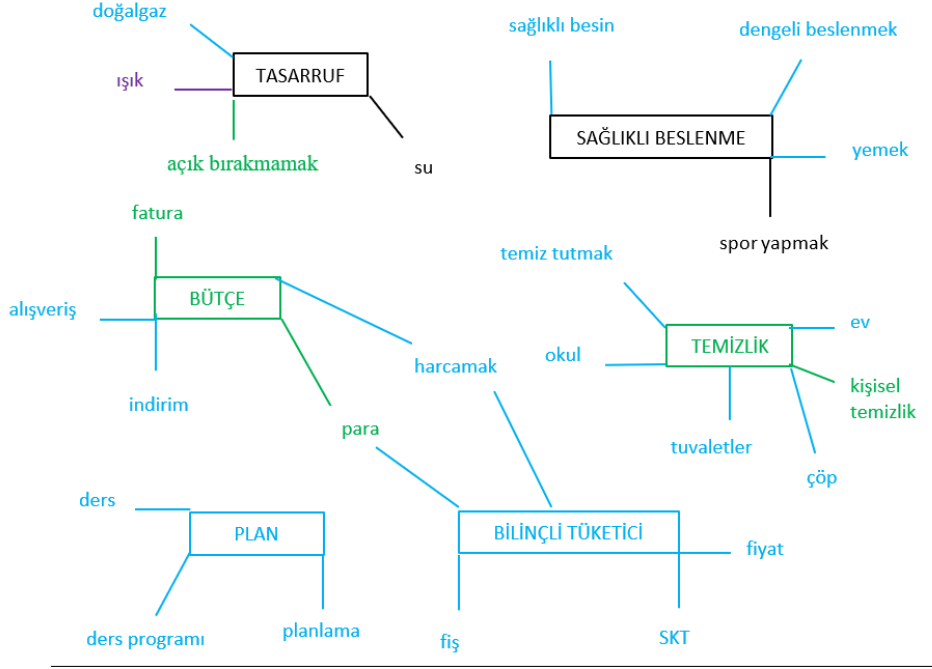 doğalgaz
sağlıklı besin
dengeli beslenmek
ışık
TASARRUF
SAĞLIKLI BESLENME
yemek
açık bırakmamak
su
fatura
spor yapmak
temiz tutmak
BÜTÇE
alışveriş
ev
TEMİZLİK
okul
harcamak
kişisel
temizlik
indirim
para
tuvaletler
çöp
ders
PLAN
BİLİNÇLİ TÜKETİCİ
fiyat
ders programı
planlama
fiş
SKT